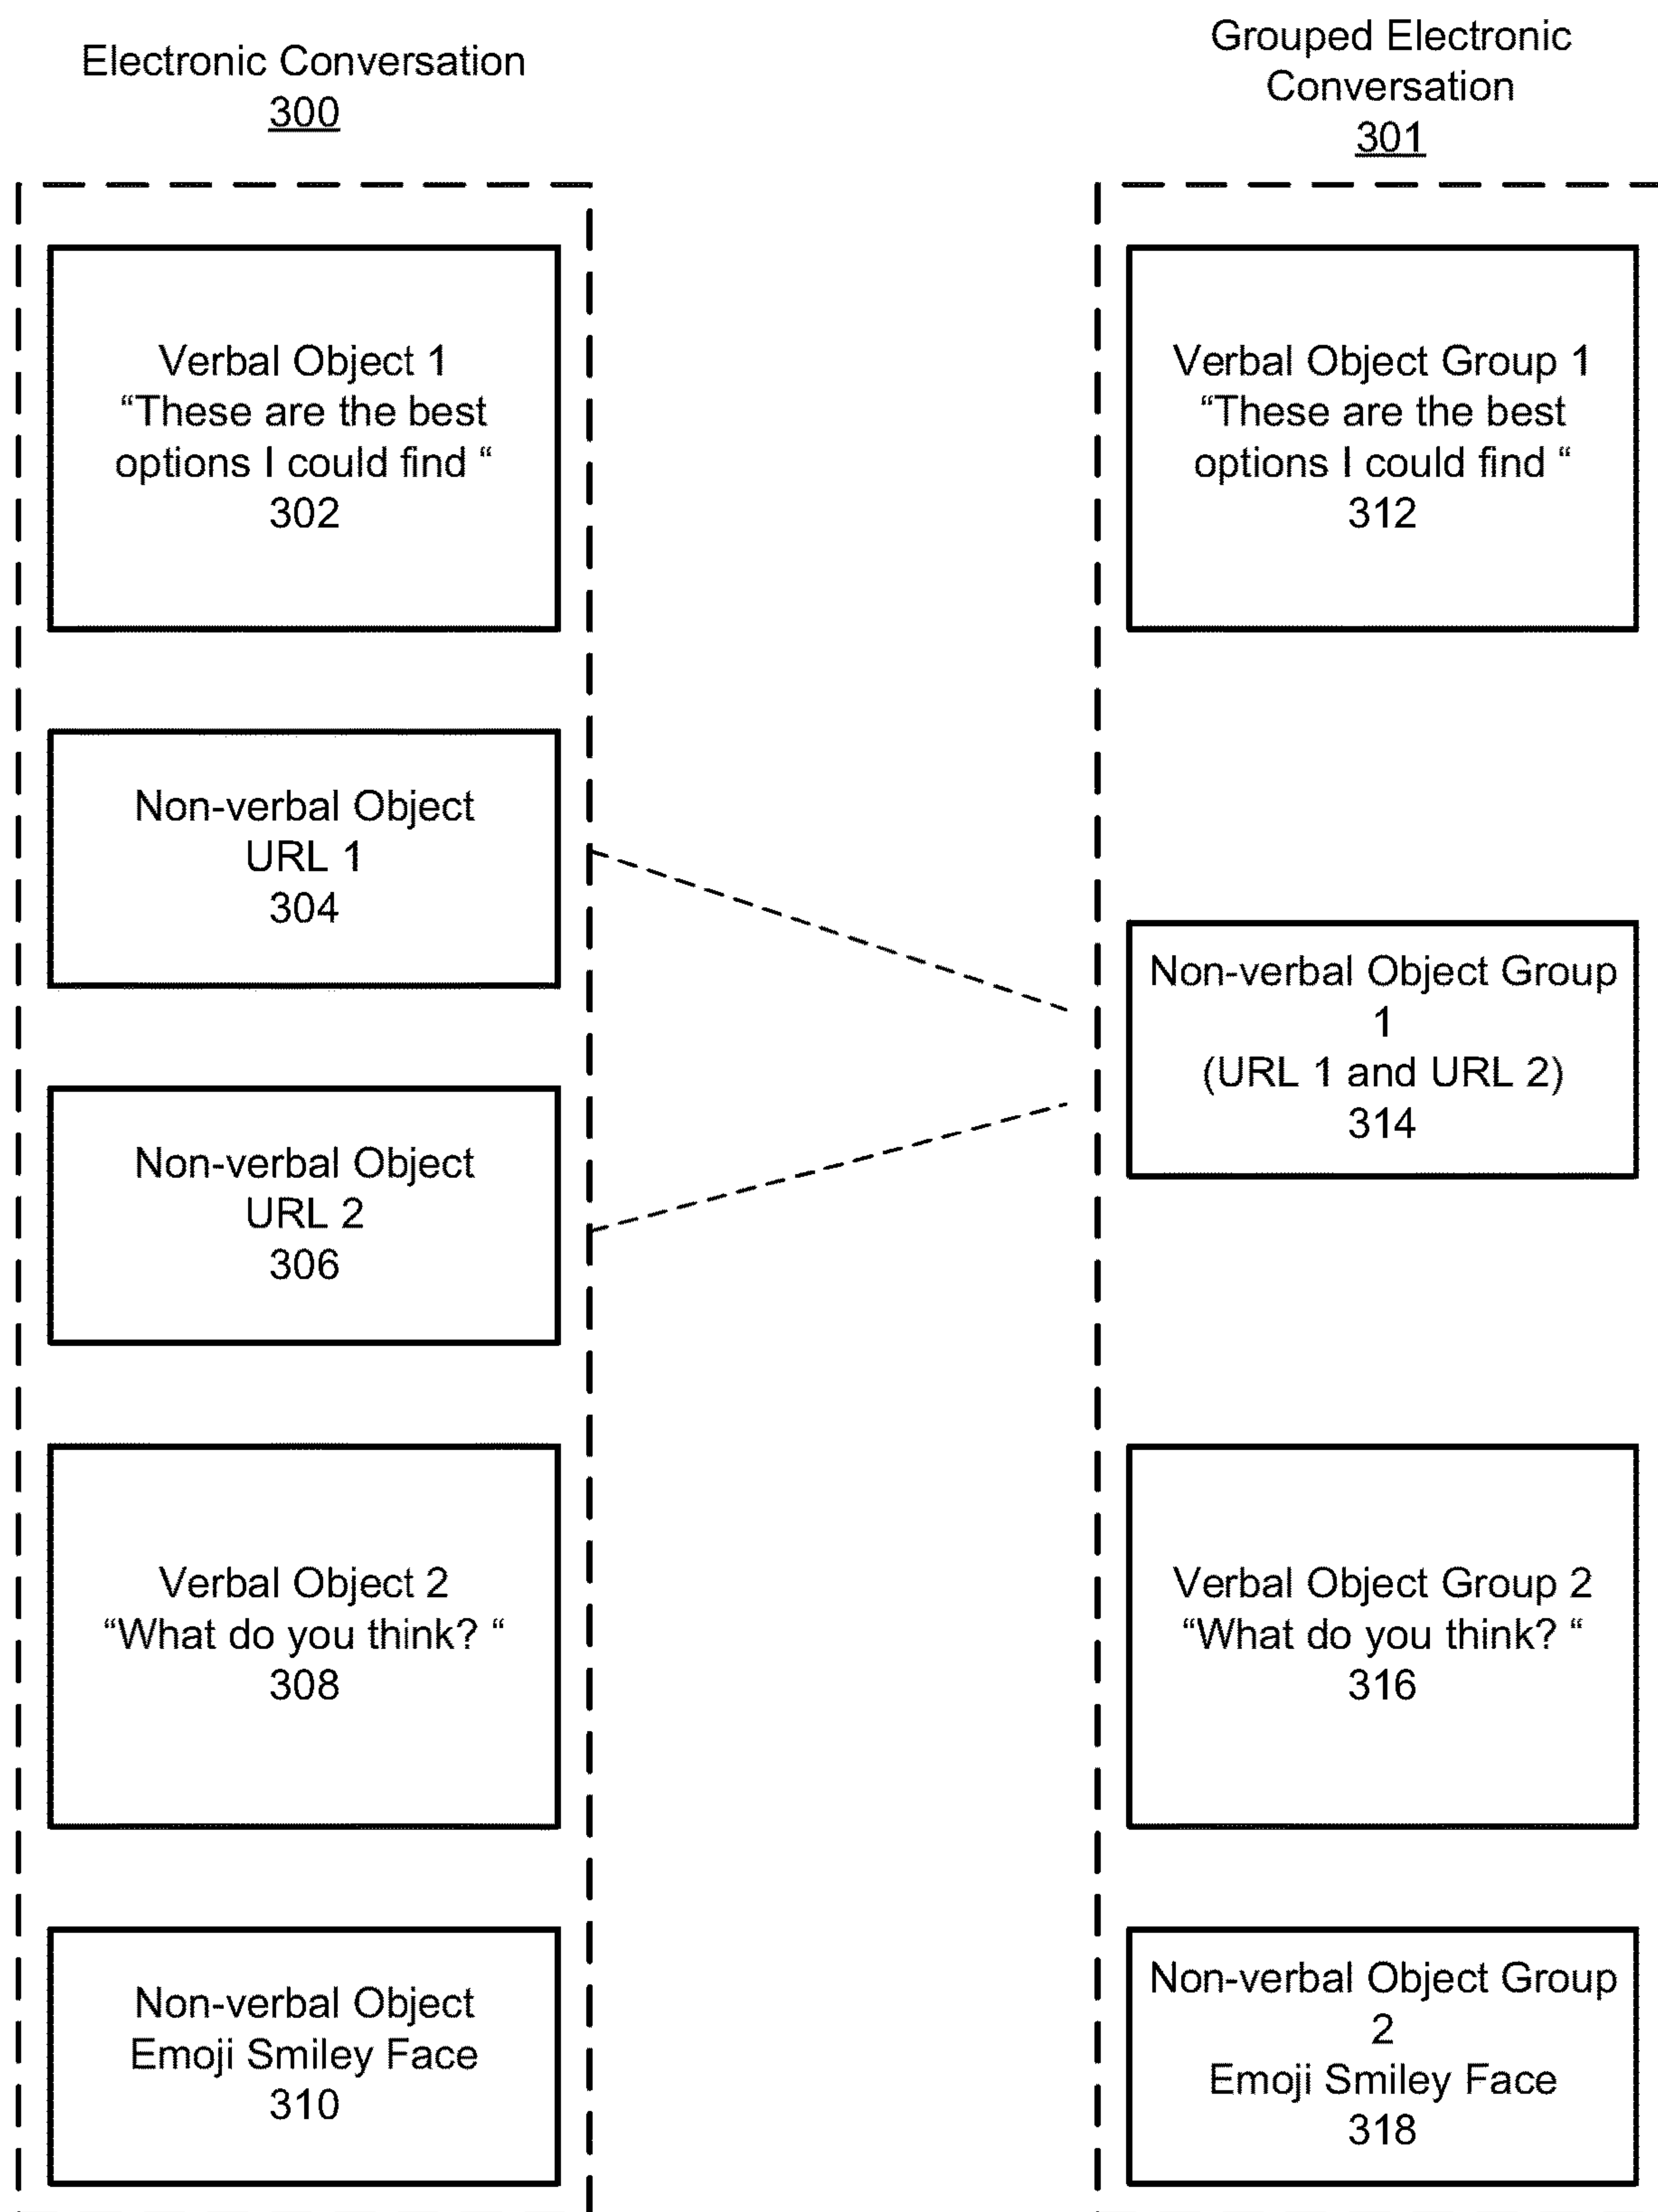 Electronic Conversation
300
Verbal Object 1
“These are the best
options I could find “
302
Non-verbal Object
URL 1
304
Non-verbal Object
URL 2
306
Verbal Object 2
“What do you think? “
308
Non-verbal Object
Emoji Smiley Face
310
Grouped Electronic
Conversation
301
Verbal Object Group 1
“These are the best
options I could find “
312
Non-verbal Object Group
1
(URL 1 and URL 2)
314
Verbal Object Group 2
“What do you think? “
316
Non-verbal Object Group
2
Emoji Smiley Face
318